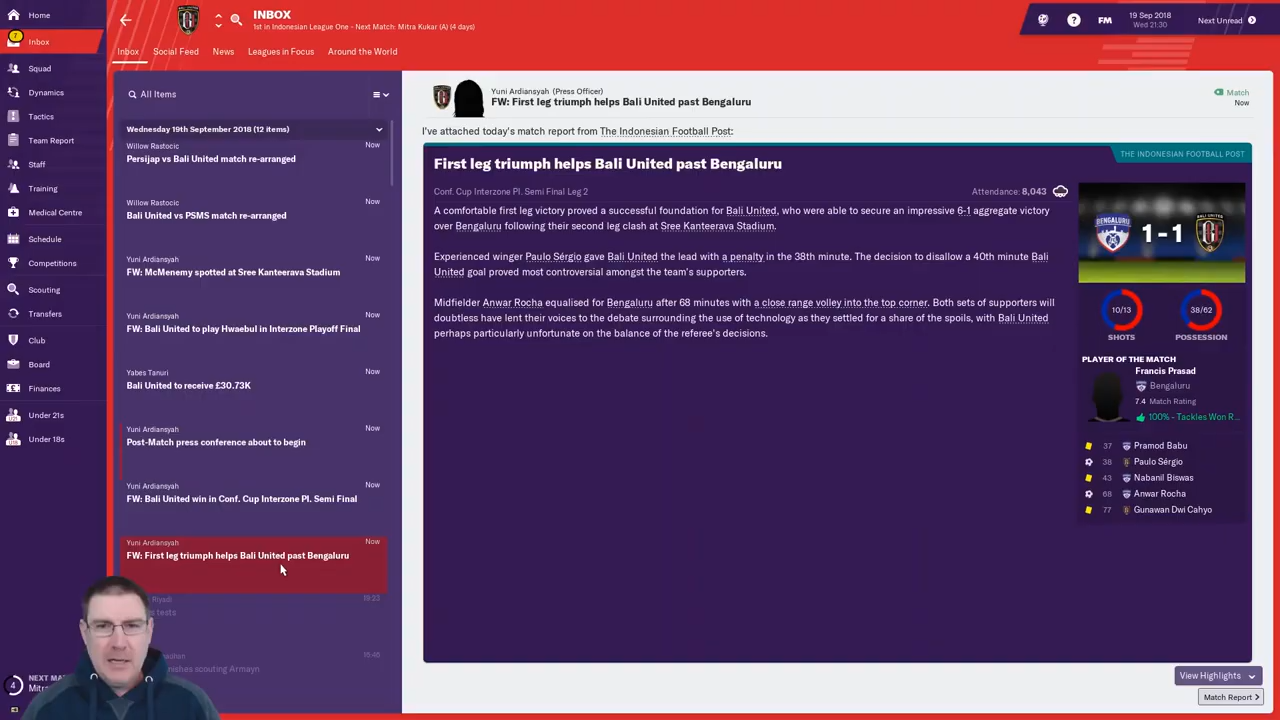 Home
7
Inbox
Squad
Dynamics
Tactics
Team Report
Staff
Training
Medical Centre
Schedule
Competitions
Scouting
Transfers
Club
Board
Finances
Under 21s
Under 18s
4
NEXT MA
Mitra
INBOX
1st in Indonesian League One - Next Match: Mitra Kukar (A) (4 days)
?
FM
19 Sep 2018
Wed 21:30
Next Unread
Inbox
Social Feed
News
Leagues in Focus
Around the World
All Items
Wednesday 19th September 2018 (12 items)
Willow Rastocic
Now
Persijap vs Bali United match re-arranged
Willow Rastocic
Now
Bali United vs PSMS match re-arranged
Yuni Ardiansyah
Now
FW: McMenemy spotted at Sree Kanteerava Stadium
Yuni Ardiansyah
Now
FW: Bali United to play Hwaebul in Interzone Playoff Final
Yabes Tanuri
Now
Bali United to receive £30.73K
Yuni Ardiansyah
Now
Post-Match press conference about to begin
Yuni Ardiansyah
Now
FW: Bali United win in Conf. Cup Interzone Pl. Semi Final
Yuni Ardiansyah
Now
FW: First leg triumph helps Bali United past Bengaluru
Riyadi
19:23
tests
15:46
nishes scouting Armayn
Yuni Ardiansyah (Press Officer)
FW: First leg triumph helps Bali United past Bengaluru
Match
Now
I've attached today's match report from The Indonesian Football Post:
First leg triumph helps Bali United past Bengaluru
THE INDONESIAN FOOTBALL POST
Conf. Cup Interzone Pl. Semi Final Leg 2
Attendance: 8,043
A comfortable first leg victory proved a successful foundation for Bali United, who were able to secure an impressive 6-1 aggregate victory
over Bengaluru following their second leg clash at Sree Kanteerava Stadium.
Experienced winger Paulo Sérgio gave Bali United the lead with a penalty in the 38th minute. The decision to disallow a 40th minute Bali
United goal proved most controversial amongst the team's supporters.
Midfielder Anwar Rocha equalised for Bengaluru after 68 minutes with a close range volley into the top corner. Both sets of supporters will
doubtless have lent their voices to the debate surrounding the use of technology as they settled for a share of the spoils, with Bali United
perhaps particularly unfortunate on the balance of the referee's decisions.
BENGALURU
1-1
BALI UNITED
10/13
SHOTS
38/62
POSSESSION
PLAYER OF THE MATCH
Francis Prasad
Bengaluru
7.4 Match Rating
100% - Tackles Won R...
37 Pramod Babu
38 Paulo Sérgio
43 Nabanil Biswas
68 Anwar Rocha
77 Gunawan Dwi Cahyo
View Highlights
Match Report